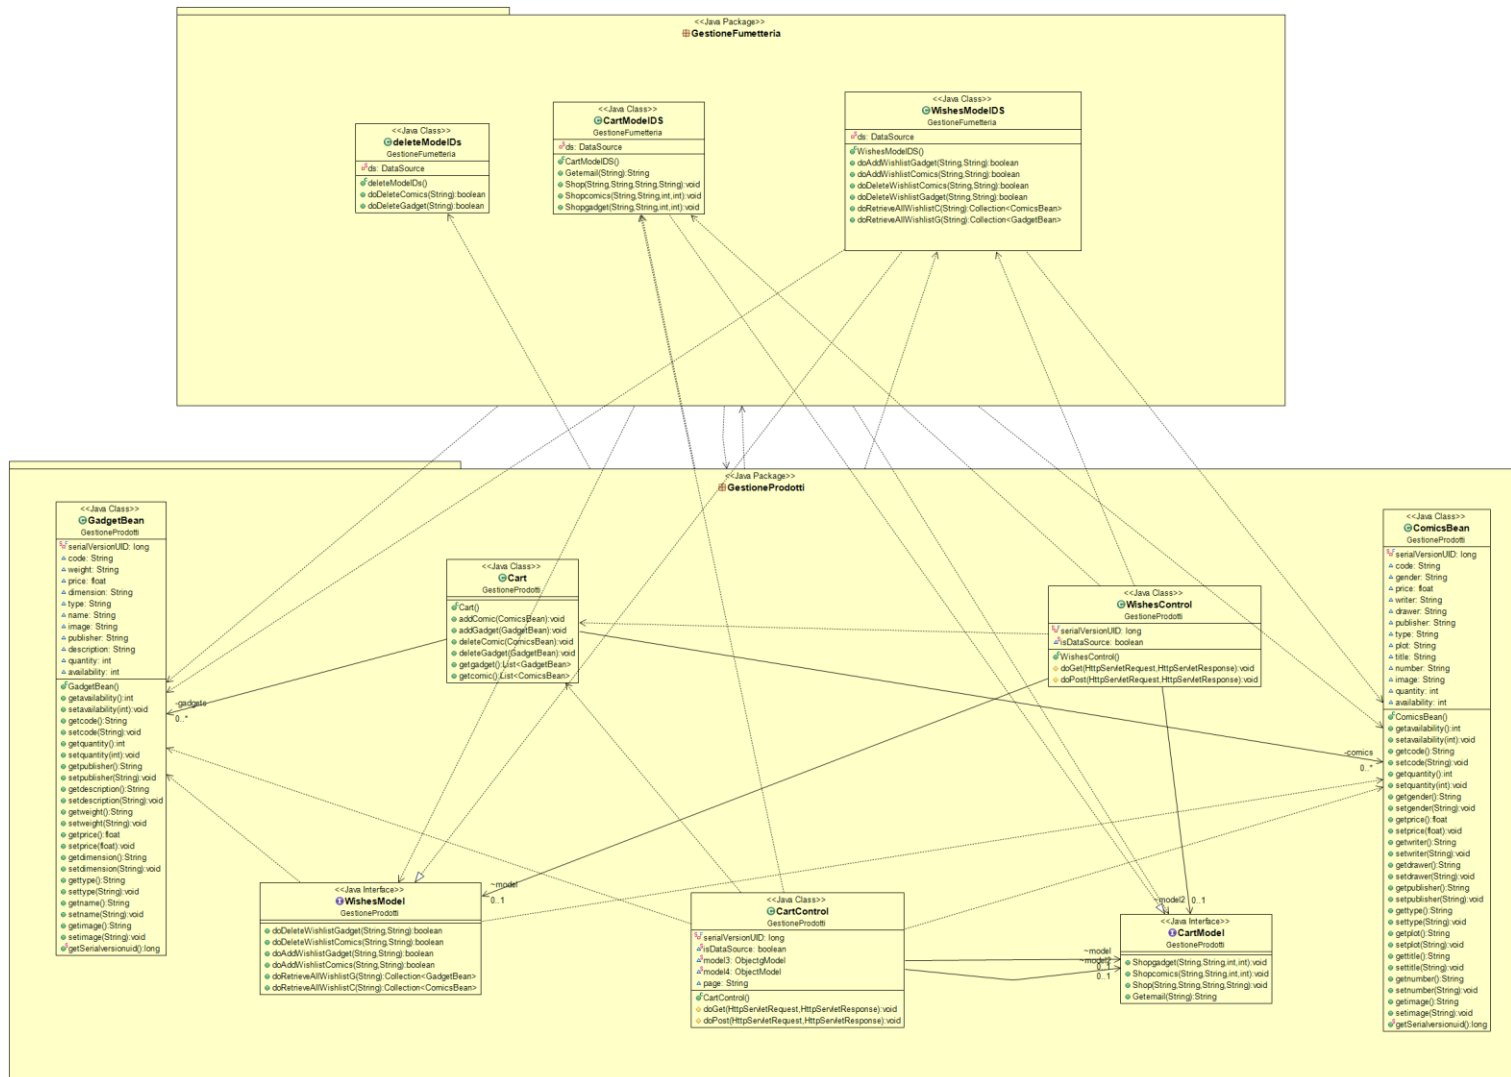 <<Java Package>>
GestioneFumetteria
<<Java Class>>
deleteModelDs
GestioneFumetteria
ds: DataSource
deleteModelDs()
doDeleteComics(String):boolean
doDeleteGadget(String):boolean
<<Java Class>>
CartModelDS
GestioneFumetteria
ds: DataSource
CartModelDS()
Getemail(String):String
Shop(String,String,String,String):void
Shopcomics(String,String,int,int):void
Shopgadget(String,String,int,int):void
<<Java Class>>
WishesModelDS
GestioneFumetteria
ds: DataSource
WishesModelDS()
doAddWishlistGadget(String,String):boolean
doAddWishlistComics(String,String):boolean
doDeleteWishlistComics(String,String):boolean
doDeleteWishlistGadget(String,String):boolean
doRetrieveAllWishlistC(String):Collection<ComicsBean>
doRetrieveAllWishlistG(String):Collection<GadgetBean>
<<Java Package>>
GestioneProdotti
<<Java Class>>
GadgetBean
GestioneProdotti
serialVersionUID: long
code: String
weight: String
price: float
dimension: String
type: String
name: String
image: String
publisher: String
description: String
quantity: int
availability: int
GadgetBean()
getavailability():int
setavailability(int):void
getcode():String
setcode(String):void
getquantity():int
setquantity(int):void
getpublisher():String
setpublisher(String):void
getdescription():String
setdescription(String):void
getweight():String
setweight(String):void
getprice():float
setprice(float):void
getdimension():String
setdimension(String):void
gettype():String
settype(String):void
getname():String
setname(String):void
getimage():String
setimage(String):void
getSerialversionuid():long
<<Java Class>>
Cart
GestioneProdotti
Cart()
addComic(ComicsBean):void
addGadget(GadgetBean):void
deleteComic(ComicsBean):void
deleteGadget(GadgetBean):void
getgadget():List<GadgetBean>
getcomic():List<ComicsBean>
-gadgets
0..*
<<Java Class>>
WishesControl
GestioneProdotti
serialVersionUID: long
isDataSource: boolean
WishesControl()
doGet(HttpServletRequest,HttpServletResponse):void
doPost(HttpServletRequest,HttpServletResponse):void
-comics
0..*
<<Java Class>>
ComicsBean
GestioneProdotti
serialVersionUID: long
code: String
gender: String
price: float
writer: String
drawer: String
publisher: String
type: String
plot: String
title: String
number: String
image: String
quantity: int
availability: int
ComicsBean()
getavailability():int
setavailability(int):void
getcode():String
setcode(String):void
getquantity():int
setquantity(int):void
getgender():String
setgender(String):void
getprice():float
setprice(float):void
getwriter():String
setwriter(String):void
getdrawer():String
setdrawer(String):void
getpublisher():String
setpublisher(String):void
gettype():String
settype(String):void
getplot():String
setplot(String):void
gettitle():String
settitle(String):void
getnumber():String
setnumber(String):void
getimage():String
setimage(String):void
getSerialversionuid():long
<<Java Interface>>
WishesModel
GestioneProdotti
doDeleteWishlistGadget(String,String):boolean
doDeleteWishlistComics(String,String):boolean
doAddWishlistGadget(String,String):boolean
doAddWishlistComics(String,String):boolean
doRetrieveAllWishlistG(String):Collection<GadgetBean>
doRetrieveAllWishlistC(String):Collection<ComicsBean>
~model
0..1
<<Java Class>>
CartControl
GestioneProdotti
serialVersionUID: long
isDataSource: boolean
model3: ObjectgModel
model4: ObjectModel
page: String
CartControl()
doGet(HttpServletRequest,HttpServletResponse):void
doPost(HttpServletRequest,HttpServletResponse):void
~model2 0..1
~model
~model2
0..1
0..1
<<Java Interface>>
CartModel
GestioneProdotti
Shopgadget(String,String,int,int):void
Shopcomics(String,String,int,int):void
Shop(String,String,String,String):void
Getemail(String):String